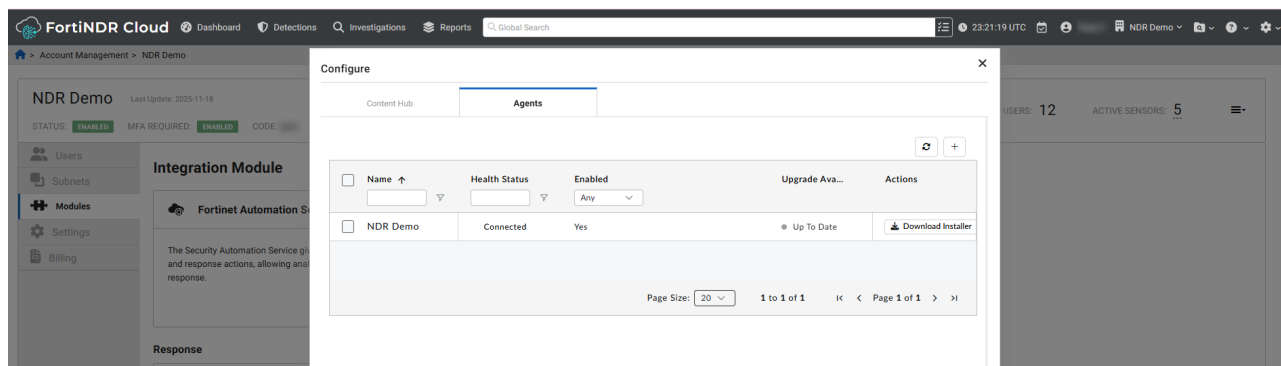 FortiNDR Cloud Dashboard Detections Investigations Reports Global Search 23:21:19 UTC NDR Demo
> Account Management > NDR Demo
Configure
NDR Demo Last Update: 2025-11-18
Content Hub Agents
USERS: 12 ACTIVE SENSORS: 5
STATUS: ENABLED MFA REQUIRED: ENABLED CODE:
Users
Subnets
Modules
Settings
Billing
Integration Module
Fortinet Automation S
The Security Automation Service
and response actions, allowing
response.
Response
Name Health Status Enabled Upgrade Ava... Actions
Any
NDR Demo Connected Yes Up To Date Download Installer
Page Size: 20 1 to 1 of 1 Page 1 of 1